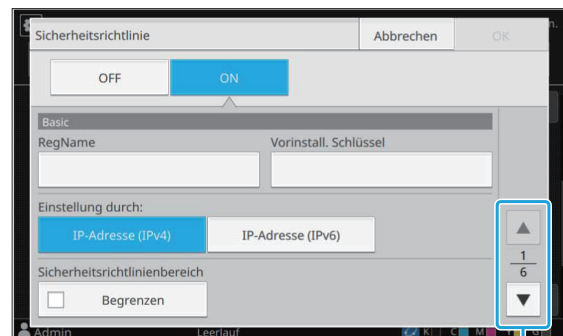 Sicherheitsrichtlinie Abbrechen OK
OFF ON
Basic
RegName Vorinstall. Schlüssel
Einstellung durch:
IP-Adresse (IPv4) IP-Adresse (IPv6)
1
6
Sicherheitsrichtlinienbereich
Begrenzen
Admin Leerlauf K C M Y G